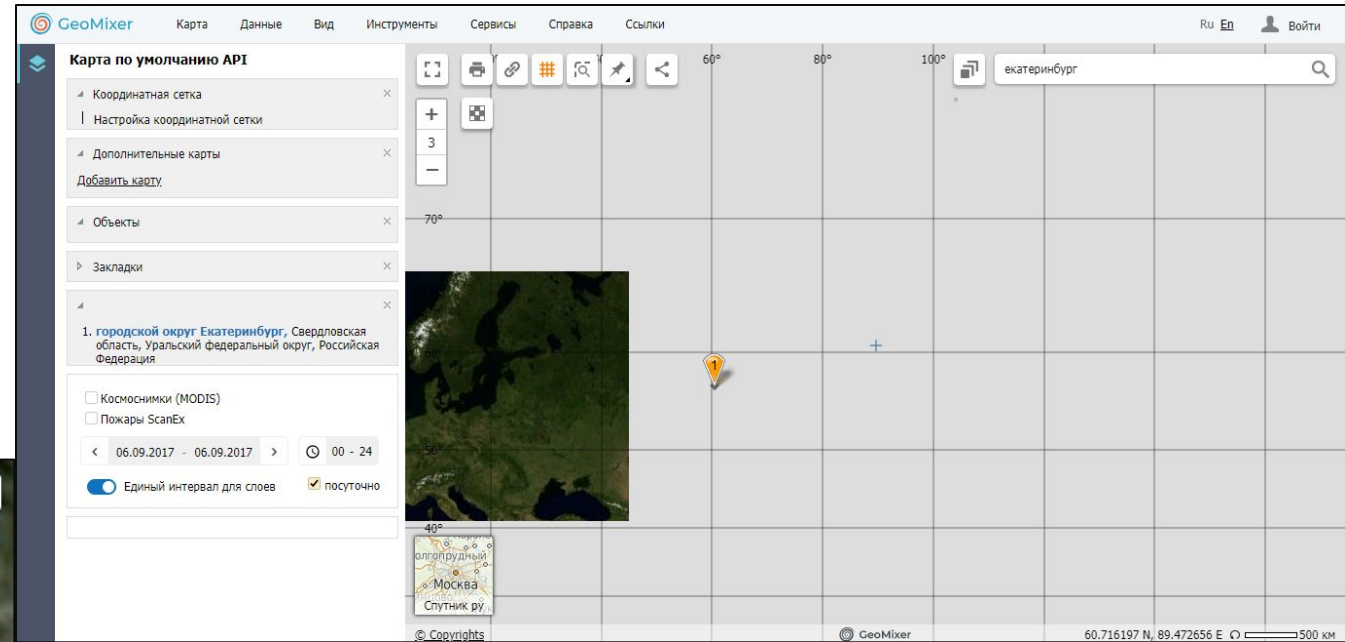 GeoMixer Карта Данные Вид Инструменты Сервисы Справка Ссылки Ru En Войти
Карта по умолчанию API
Координатная сетка
Настройка координатной сетки
Дополнительные карты
Добавить карту
Объекты
Закладки
1. городской округ Екатеринбург, Свердловская
область, Уральский федеральный округ, Российская
Федерация
Космоснимки (MODIS)
Пожары ScanEx
06.09.2017 - 06.09.2017 00 - 24
Единый интервал для слоев посуточно
60° 80° 100°
екатеринбург
3
70°
1
50°
40°
олгопрудный
Москва
Спутник ру
© Copyrights GeoMixer 60.716197 N, 89.472656 E 500 км